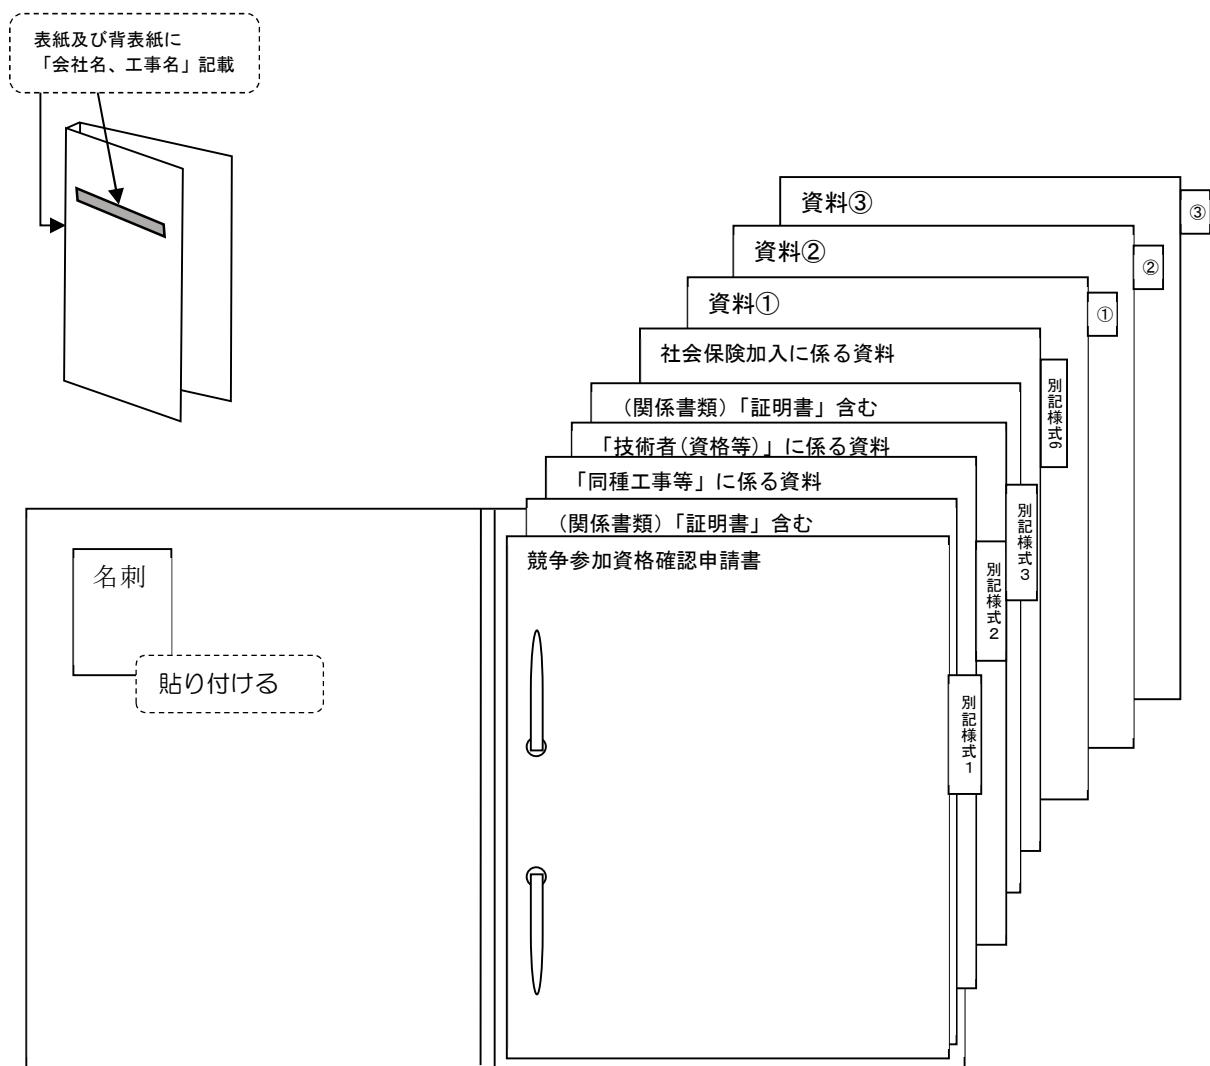 表紙及び背表紙に
「会社名、工事名」記載
資料③
③
資料②
②
資料①
①
社会保険加入に係る資料
別記様式6
(関係書類)「証明書」含む
「技術者(資格等)」に係る資料
別記様式3
「同種工事等」に係る資料
別記様式2
(関係書類)「証明書」含む
競争参加資格確認申請書
別記様式1
名刺
貼り付ける